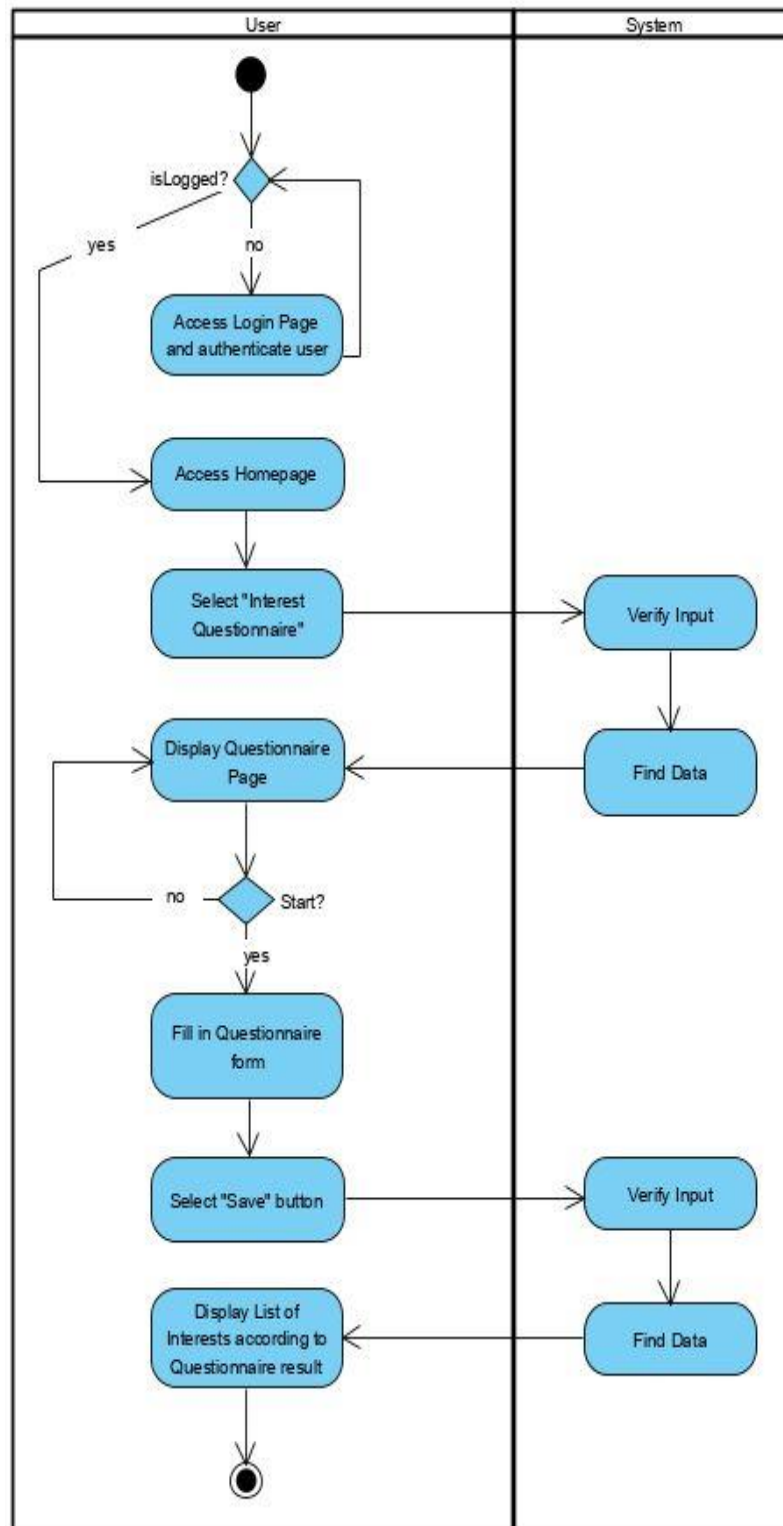 User
System
isLogged?
yes
no
Access Login Page
and authenticate user
Access Homepage
Select "Interest
Questionnaire"
Verify Input
Display Questionnaire
Page
Find Data
no
Start?
yes
Fill in Questionnaire
form
Select "Save" button
Verify Input
Display List of
Interests according to
Questionnaire result
Find Data